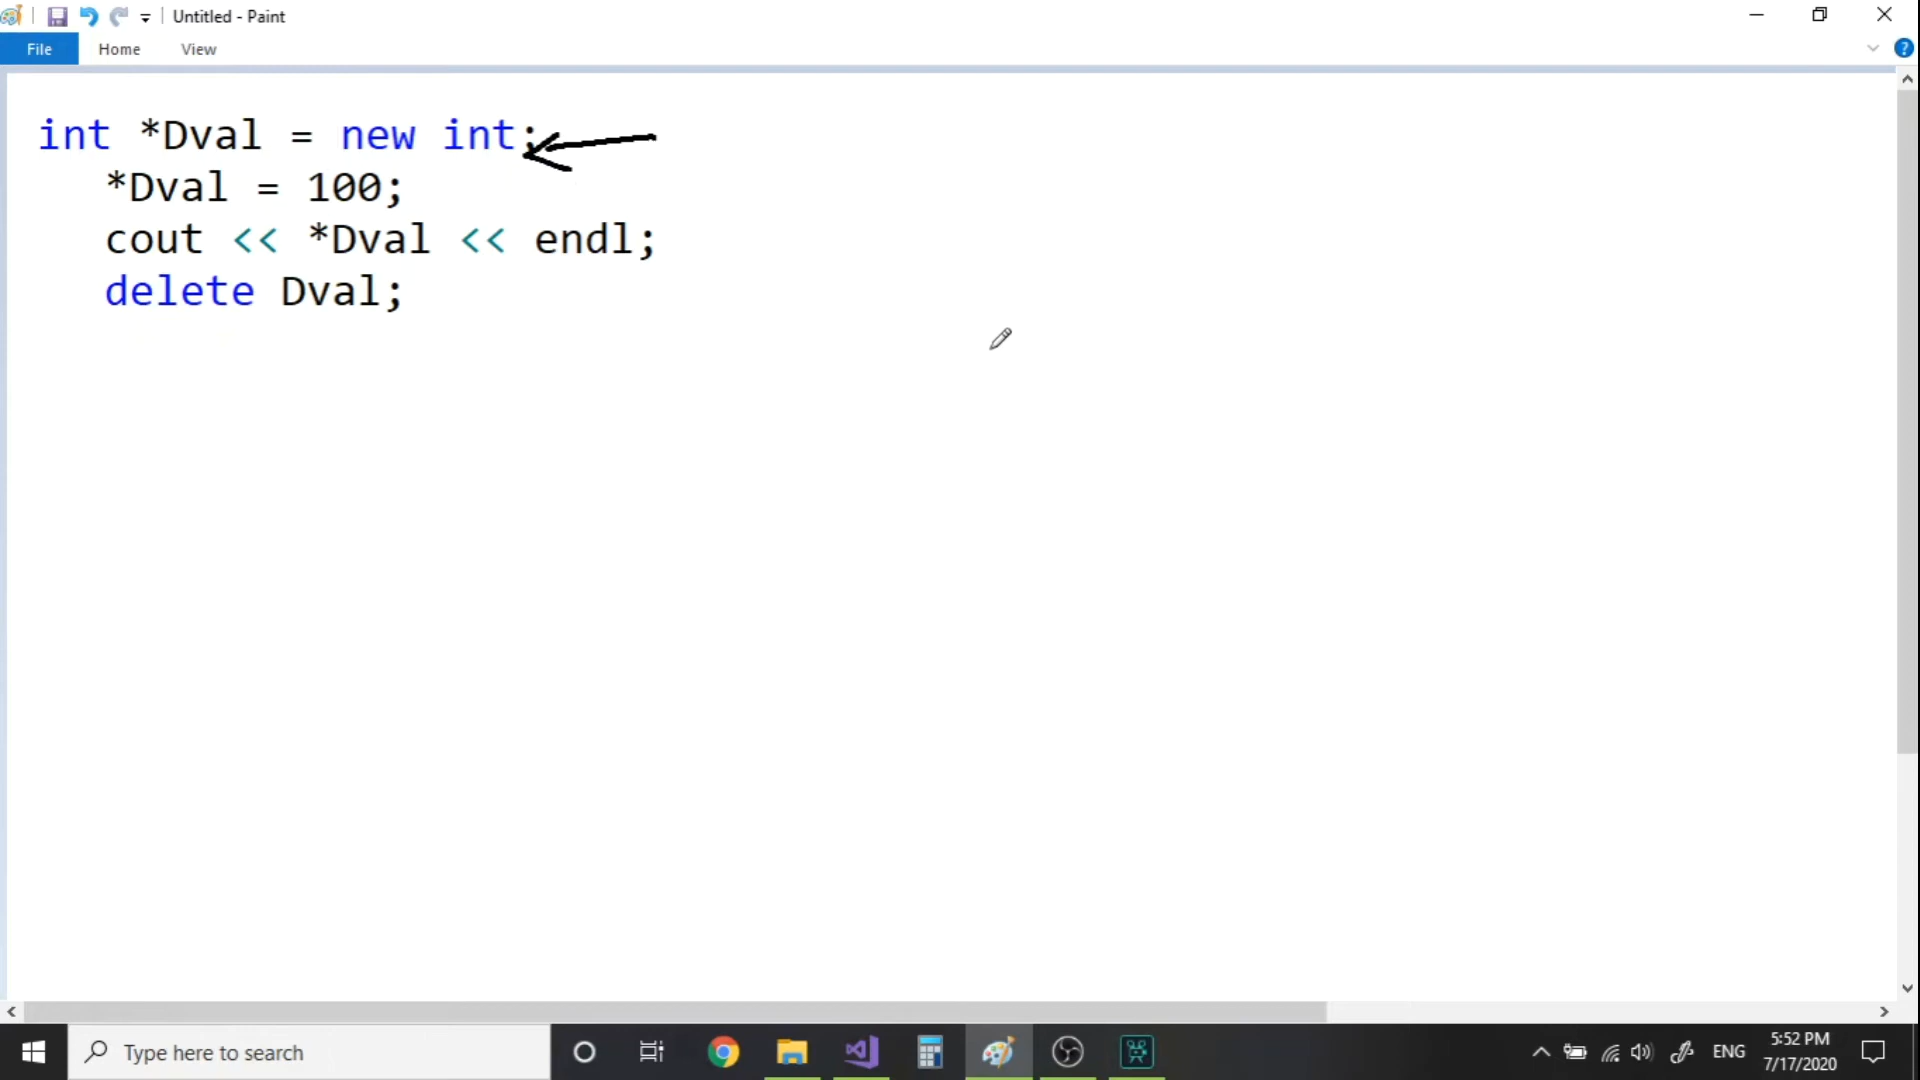 Untitled - Paint
File Home View
int *Dval = new int;
*Dval = 100;
cout << *Dval << endl;
delete Dval;
Type here to search
ENG
5:52 PM
7/17/2020